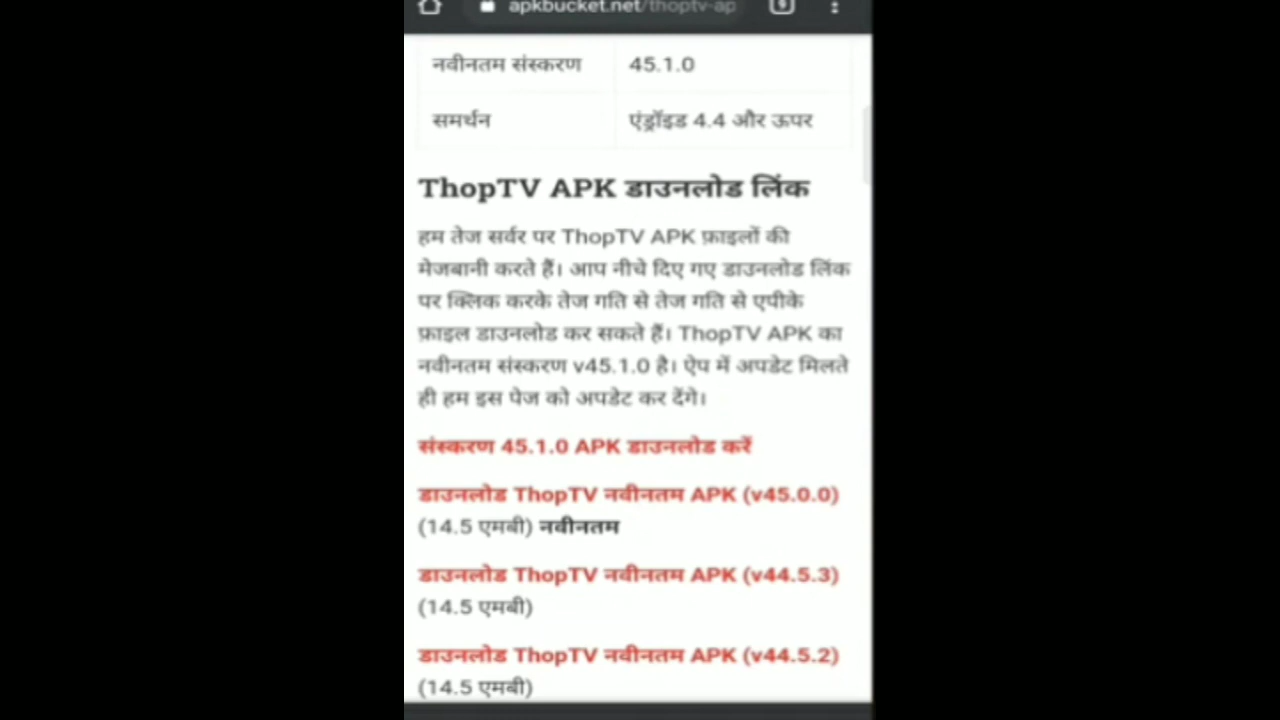 apkbucket.net/thoptv-ap
नवीनतम संस्करण 45.1.0
समर्थन एंड्रॉइड 4.4 और ऊपर
ThopTV APK डाउनलोड लिंक
हम तेज सर्वर पर ThopTV APK फ़ाइलों की
मेजबानी करते हैं। आप नीचे दिए गए डाउनलोड लिंक
पर क्लिक करके तेज गति से तेज गति से एपीके
फ़ाइल डाउनलोड कर सकते हैं। ThopTV APK का
नवीनतम संस्करण v45.1.0 है। ऐप में अपडेट मिलते
ही हम इस पेज को अपडेट कर देंगे।
संस्करण 45.1.0 APK डाउनलोड करें
डाउनलोड ThopTV नवीनतम APK (v45.0.0)
(14.5 एमबी) नवीनतम
डाउनलोड ThopTV नवीनतम APK (v44.5.3)
(14.5 एमबी)
डाउनलोड ThopTV नवीनतम APK (v44.5.2)
(14.5 एमबी)